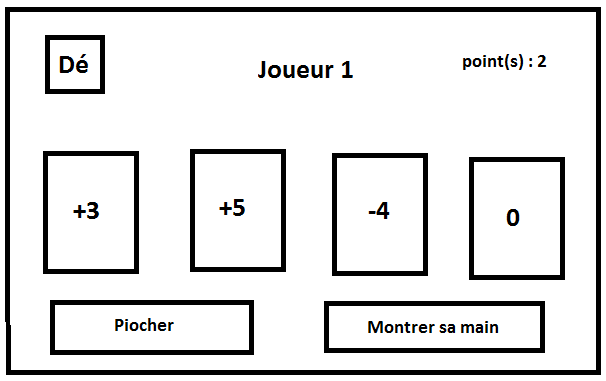 Dé
Joueur 1
point(s) : 2
+3
+5
-4
0
Piocher
Montrer sa main